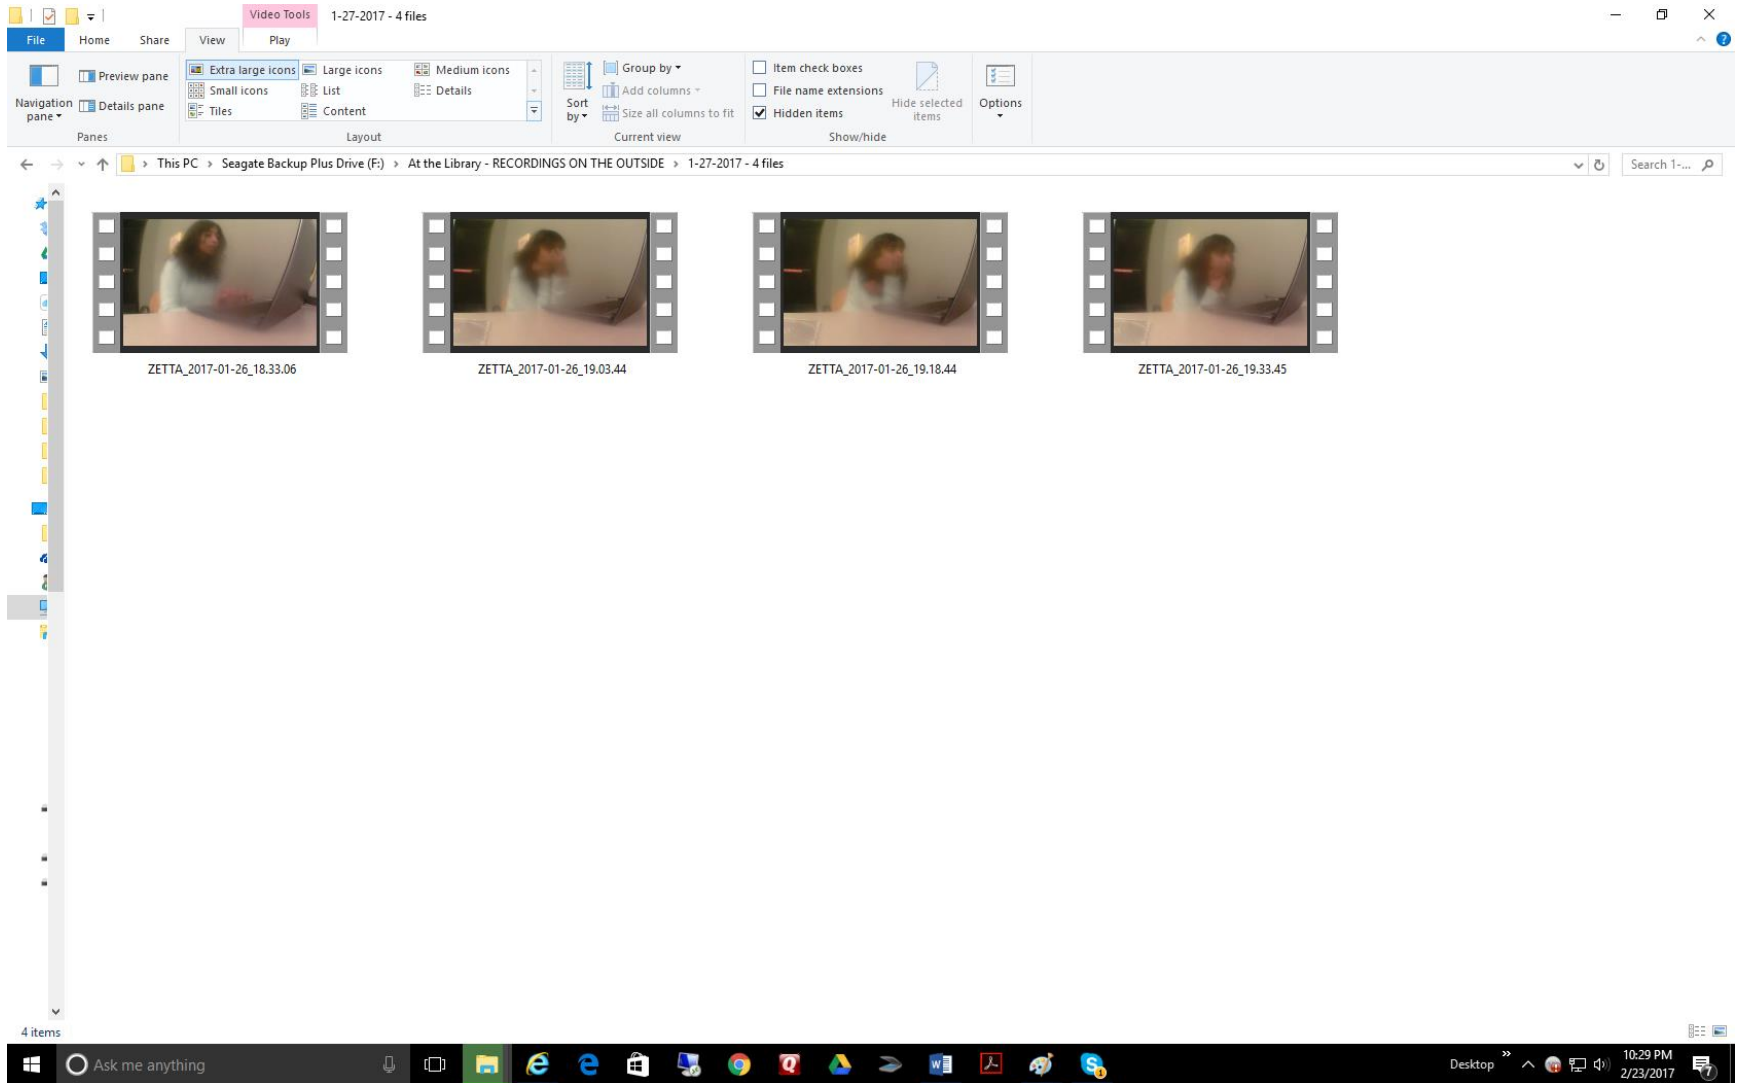 Video Tools 1-27-2017 - 4 files
File Home Share View Play
Navigation pane
Preview pane
Details pane
Panes
Extra large icons Large icons Medium icons
Small icons List Details
Tiles Content
Layout
Sort by
Group by
Add columns
Size all columns to fit
Current view
Item check boxes
File name extensions
Hidden items
Hide selected items
Show/hide
Options
This PC > Seagate Backup Plus Drive (F:) > At the Library - RECORDINGS ON THE OUTSIDE > 1-27-2017 - 4 files
Search 1-...
ZETTA_2017-01-26_18.33.06
ZETTA_2017-01-26_19.03.44
ZETTA_2017-01-26_19.18.44
ZETTA_2017-01-26_19.33.45
4 items
Ask me anything
Desktop
10:29 PM
2/23/2017